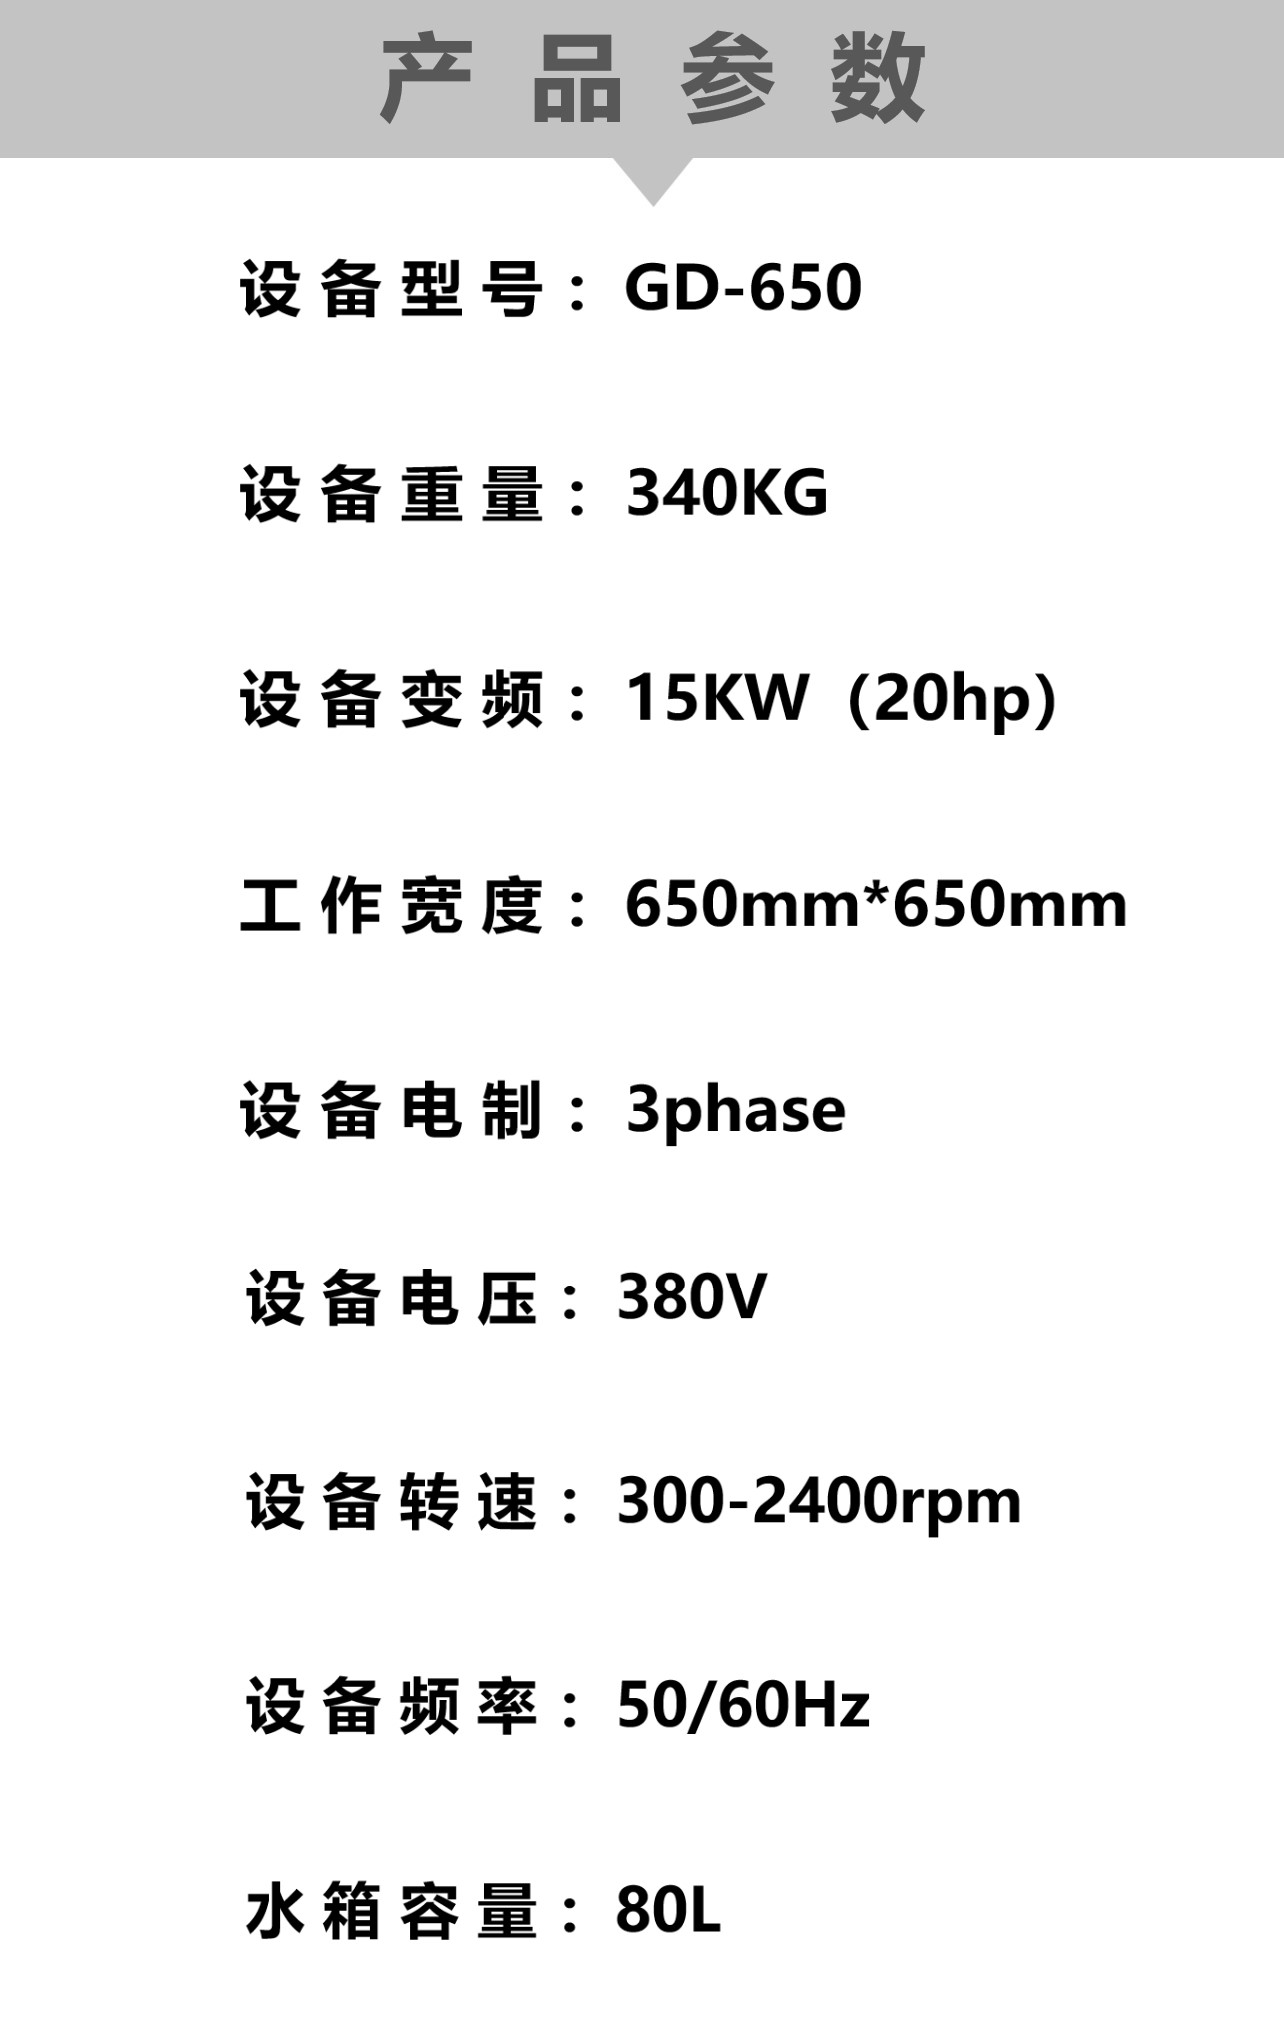 产品参数
设备型号：GD-650
设备重量：340KG
设备变频：15KW（20hp）
工作宽度：650mm*650mm
设备电制：3phase
设备电压：380V
设备转速：300-2400rpm
设备频率：50/60Hz
水箱容量：80L